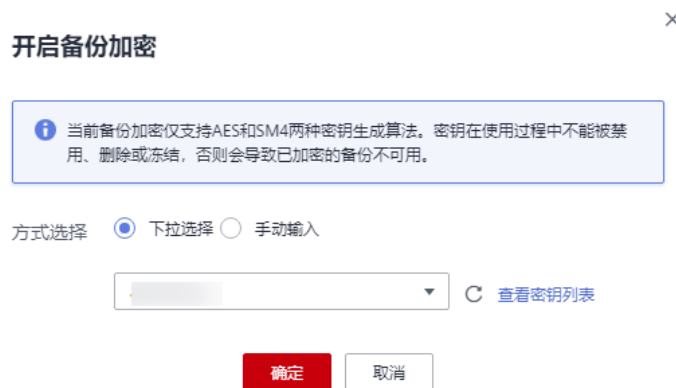 开启备份加密
当前备份加密仅支持AES和SM4两种密钥生成算法。密钥在使用过程中不能被禁
用、删除或冻结，否则会导致已加密的备份不可用。
方式选择 下拉选择 手动输入
查看密钥列表
确定 取消